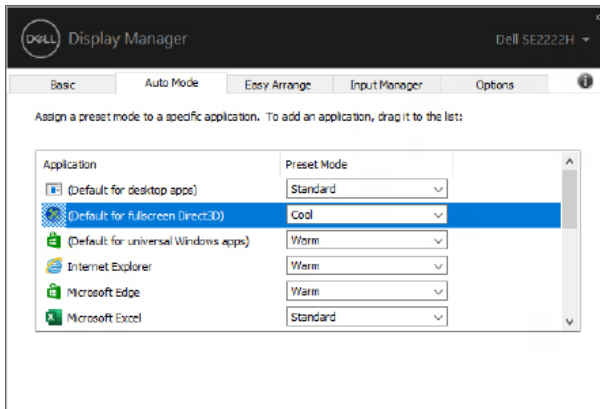 DELL Display Manager Dell SE2222H
Basic Auto Mode Easy Arrange Input Manager Options
Assign a preset mode to a specific application. To add an application, drag it to the list:
Application Preset Mode
(Default for desktop apps) Standard
(Default for fullscreen Direct3D) Cool
(Default for universal Windows apps) Warm
Internet Explorer Warm
Microsoft Edge Warm
Microsoft Excel Standard